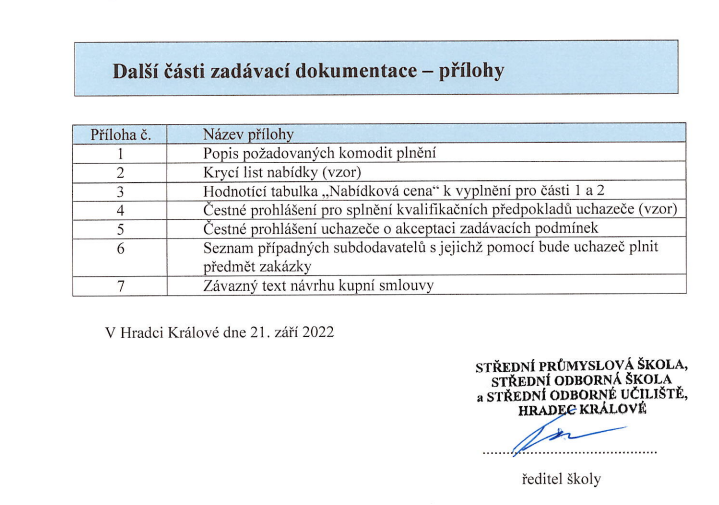 Další části zadávací dokumentace – přílohy
Příloha č. Název přílohy
1 Popis požadovaných komodit plnění
2 Krycí list nabídky (vzor)
3 Hodnotící tabulka „Nabídková cena“ k vyplnění pro části 1 a 2
4 Čestné prohlášení pro splnění kvalifikačních předpokladů uchazeče (vzor)
5 Čestné prohlášení uchazeče o akceptaci zadávacích podmínek
6 Seznam případných subdodavatelů s jejichž pomocí bude uchazeč plnit
předmět zakázky
7 Závazný text návrhu kupní smlouvy
V Hradci Králové dne 21. září 2022
STŘEDNÍ PRŮMYSLOVÁ ŠKOLA,
STŘEDNÍ ODBORNÁ ŠKOLA
a STŘEDNÍ ODBORNÉ UČILIŠTĚ,
HRADEC KRÁLOVÉ
ředitel školy